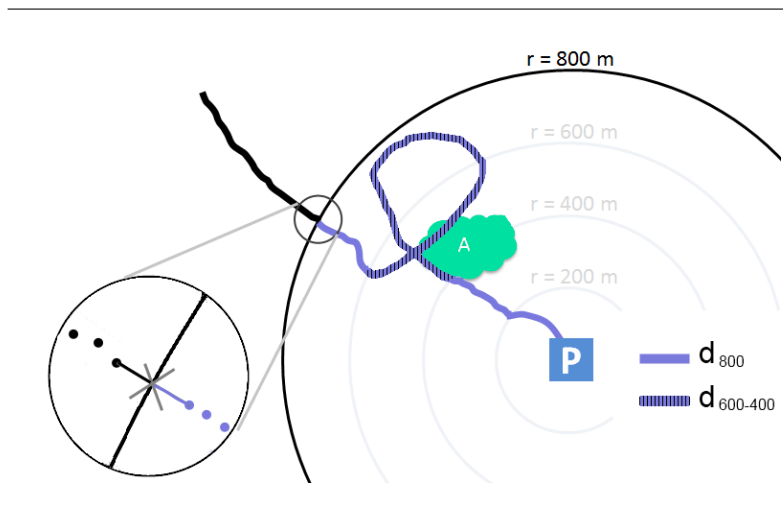 r = 800 m
r = 600 m
r = 400 m
A
r = 200 m
P
d 800
d 600-400